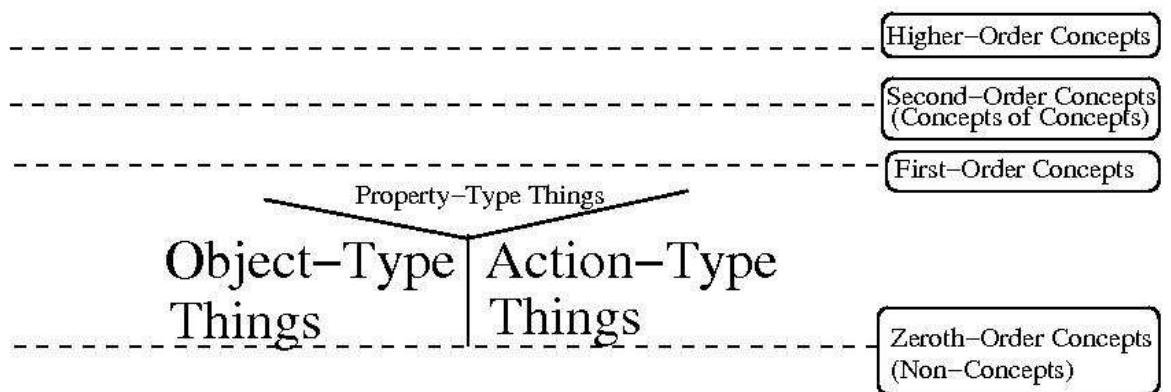 Higher-Order Concepts
Second-Order Concepts
(Concepts of Concepts)
First-Order Concepts
Property-Type Things
Object-Type
Things
Action-Type
Things
Zeroth-Order Concepts
(Non-Concepts)